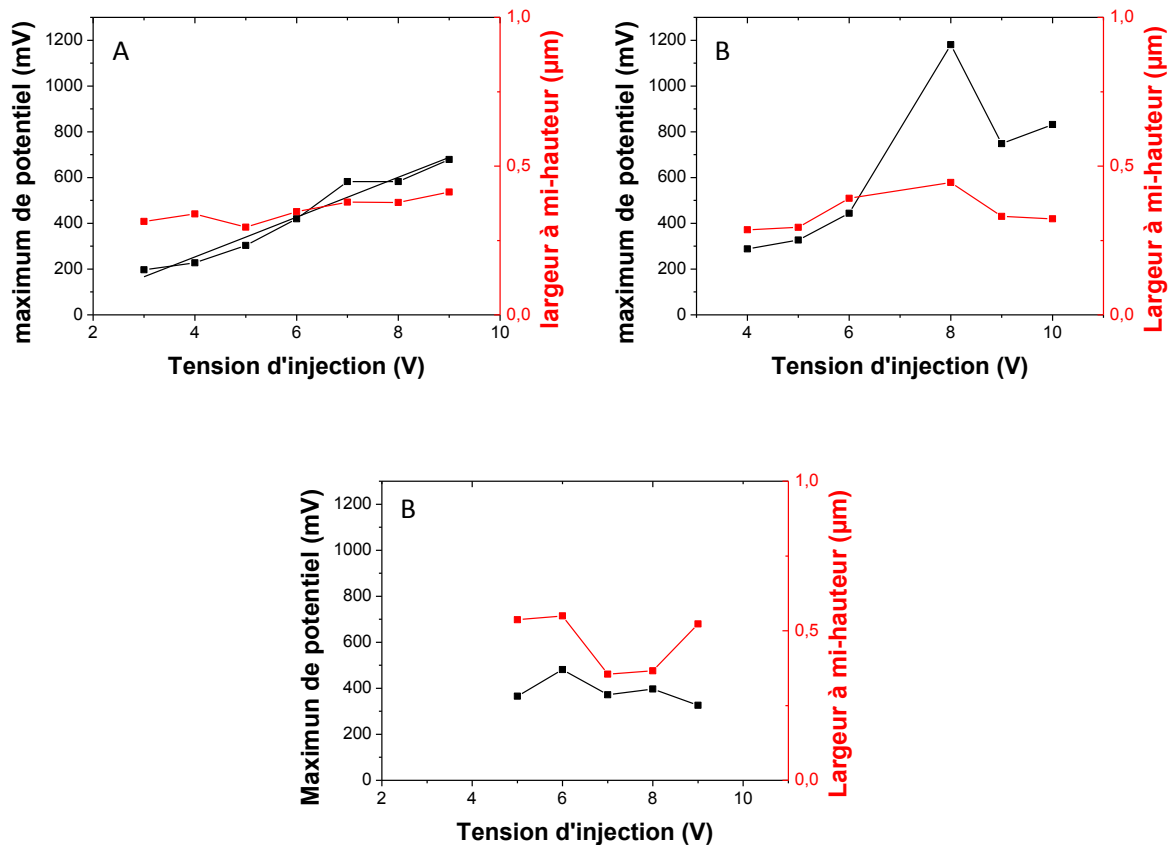 A
maximum de potentiel (mV)
1200
1000
800
600
400
200
0
2 4 6 8 10
Tension d'injection (V)
1,0
0,5
0,0
largeur à mi-hauteur (µm)
B
maximum de potentiel (mV)
1200
1000
800
600
400
200
0
4 6 8 10
Tension d'injection (V)
1,0
0,5
0,0
Largeur à mi-hauteur (µm)
B
Maximun de potentiel (mV)
1200
1000
800
600
400
200
0
2 4 6 8 10
Tension d'injection (V)
1,0
0,5
0,0
Largeur à mi-hauteur (µm)